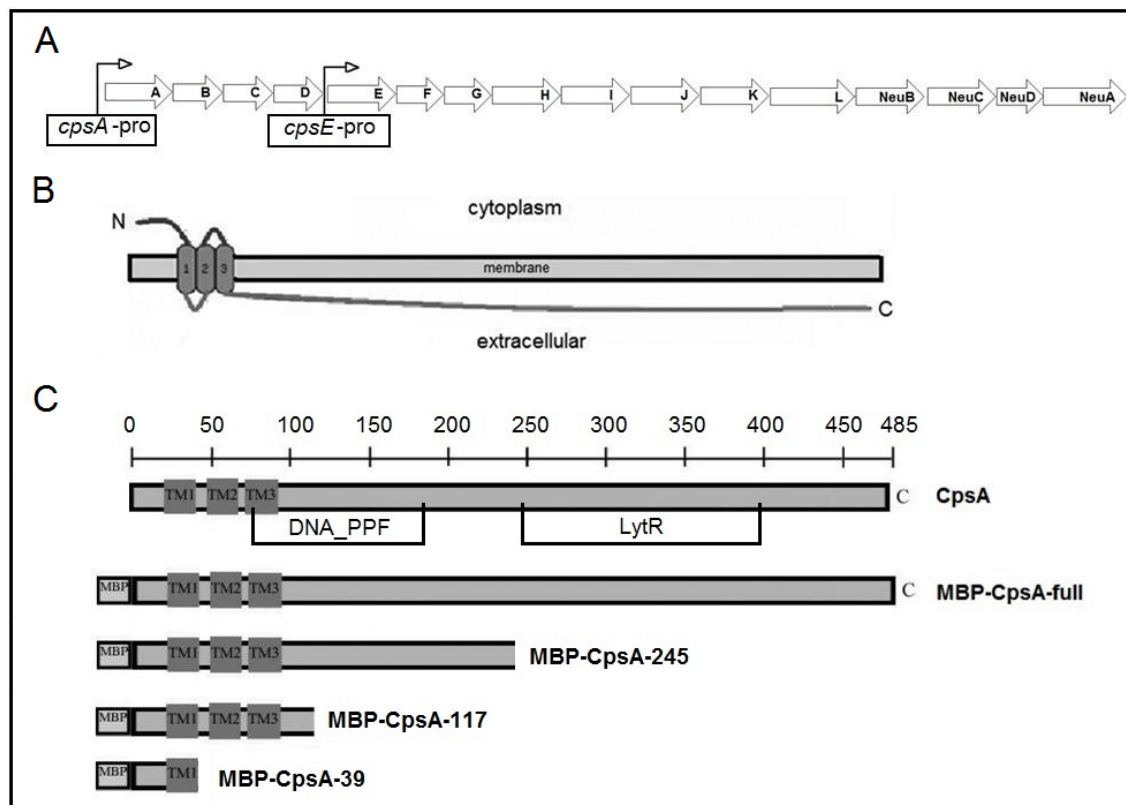 A
A B C D E F G H I J K L NeuB NeuC NeuD NeuA
cpsA-pro cpsE-pro
B
N cytoplasm
1 2 3 membrane
C
extracellular
C
0 50 100 150 200 250 300 350 400 450 485
TM1 TM2 TM3 C CpsA
DNA_PPF LytR
MBP TM1 TM2 TM3 C MBP-CpsA-full
MBP TM1 TM2 TM3 MBP-CpsA-245
MBP TM1 TM2 TM3 MBP-CpsA-117
MBP TM1 MBP-CpsA-39